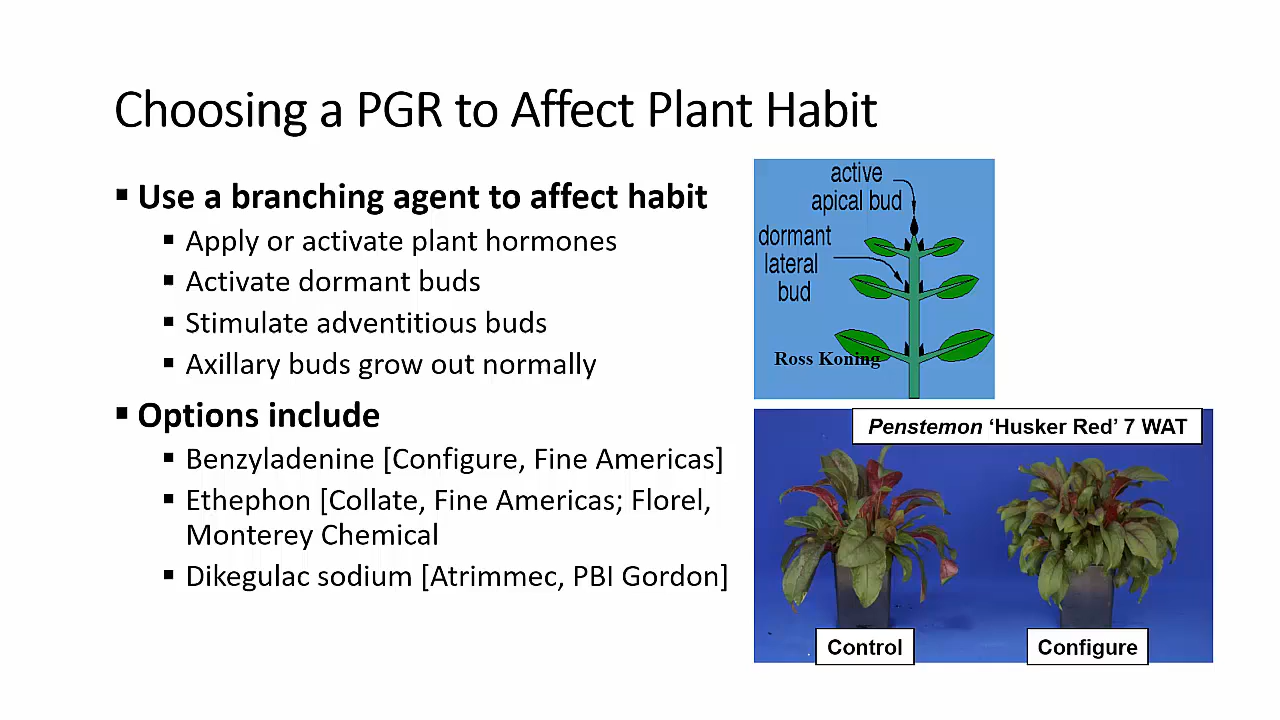 Choosing a PGR to Affect Plant Habit
▪ Use a branching agent to affect habit
▪ Apply or activate plant hormones
▪ Activate dormant buds
▪ Stimulate adventitious buds
▪ Axillary buds grow out normally
▪ Options include
▪ Benzyladenine [Configure, Fine Americas]
▪ Ethephon [Collate, Fine Americas; Florel,
Monterey Chemical
▪ Dikegulac sodium [Atrimmec, PBI Gordon]
active
apical bud
dormant
lateral
bud
Ross Koning
Penstemon ‘Husker Red’ 7 WAT
Control
Configure